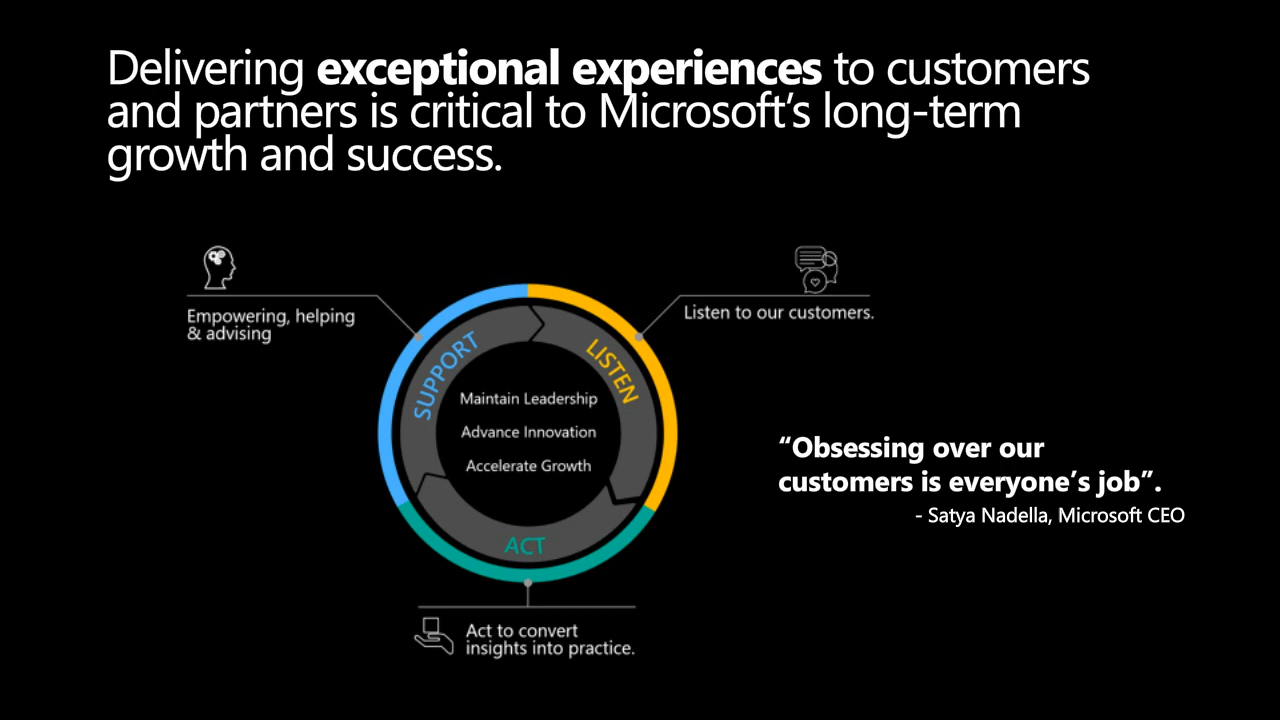 Delivering exceptional experiences to customers
and partners is critical to Microsoft’s long-term
growth and success.
Empowering, helping
& advising
Listen to our customers.
SUPPORT
LISTEN
Maintain Leadership
Advance Innovation
Accelerate Growth
ACT
“Obsessing over our
customers is everyone’s job”.
- Satya Nadella, Microsoft CEO
Act to convert
insights into practice.